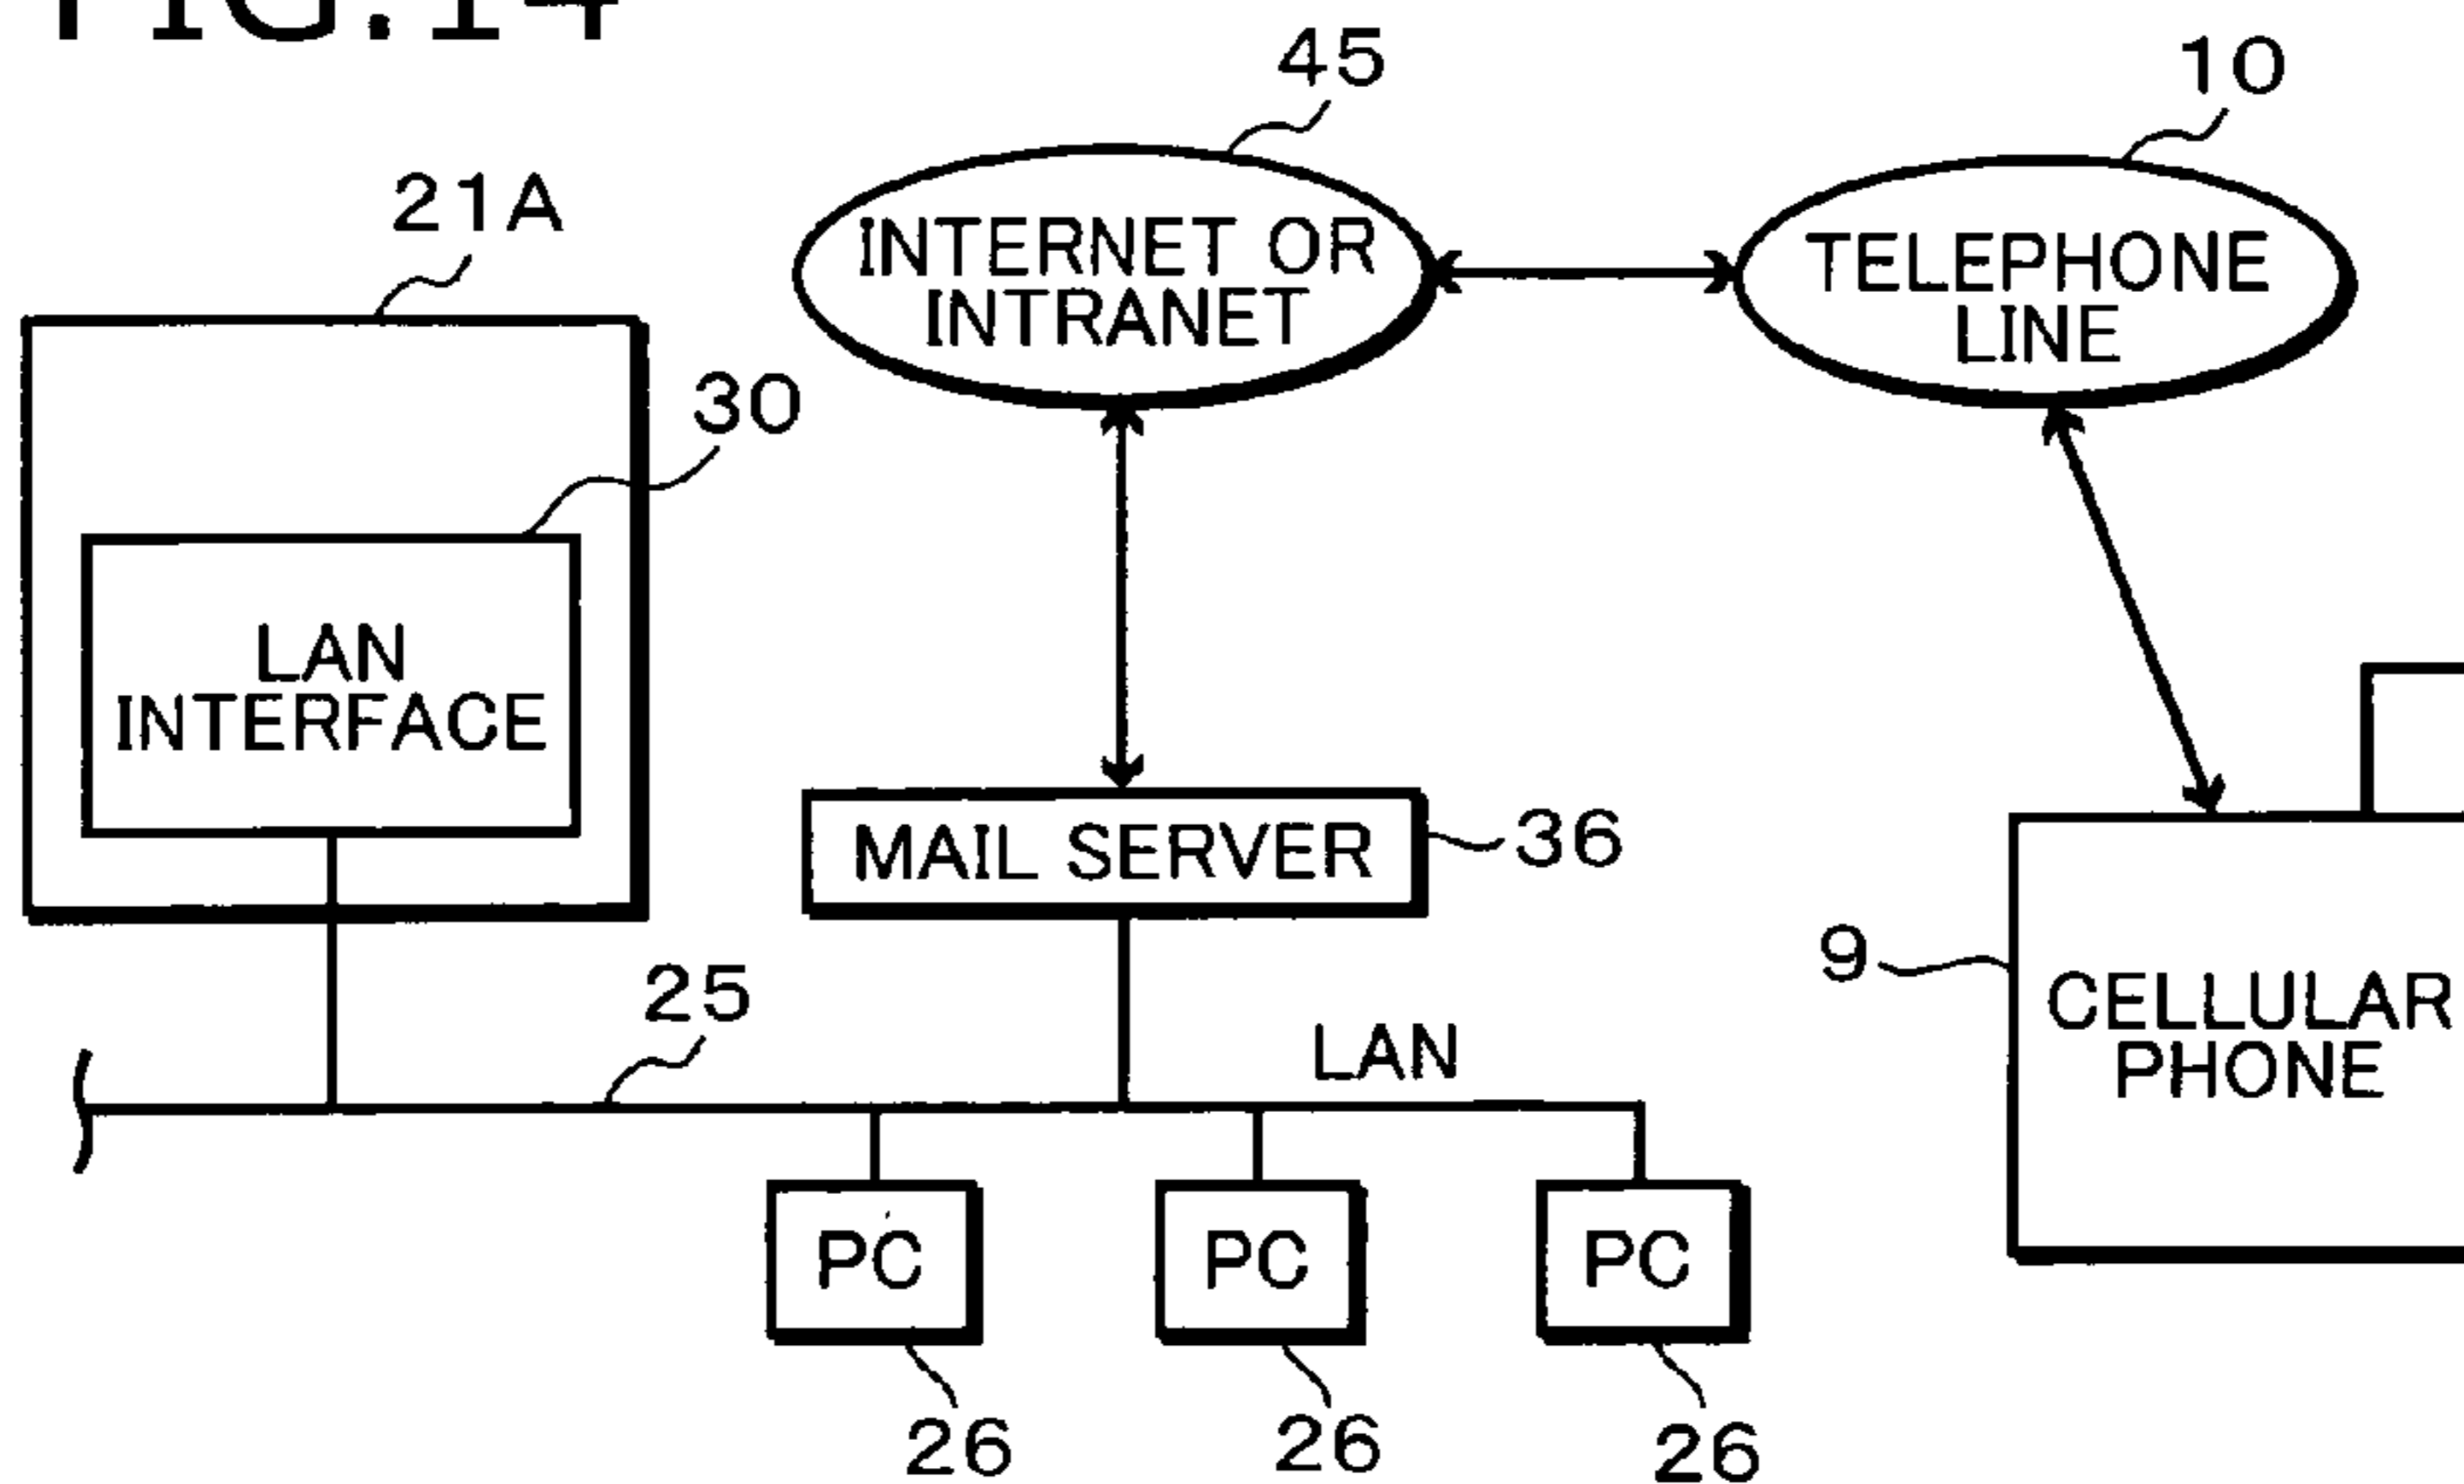 FIG.14
45
10
21A
INTERNET OR
INTRANET
TELEPHONE
LINE
30
LAN
INTERFACE
MAIL SERVER
36
9
CELLULAR
PHONE
25
LAN
PC
PC
PC
26
26
26